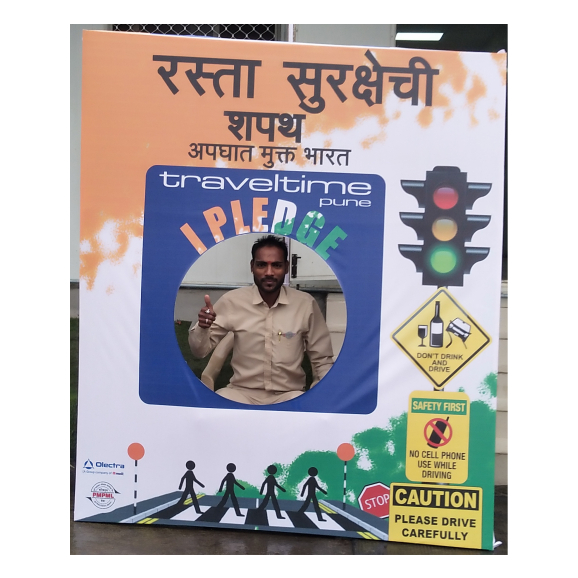 रस्ता सुरक्षेची
शपथ
अपघात मुक्त भारत
traveltime
pune
I PLEDGE
DON'T DRINK
AND
DRIVE
SAFETY FIRST
NO CELL PHONE
USE WHILE
DRIVING
Olectra
PMPML
STOP
CAUTION
PLEASE DRIVE
CAREFULLY